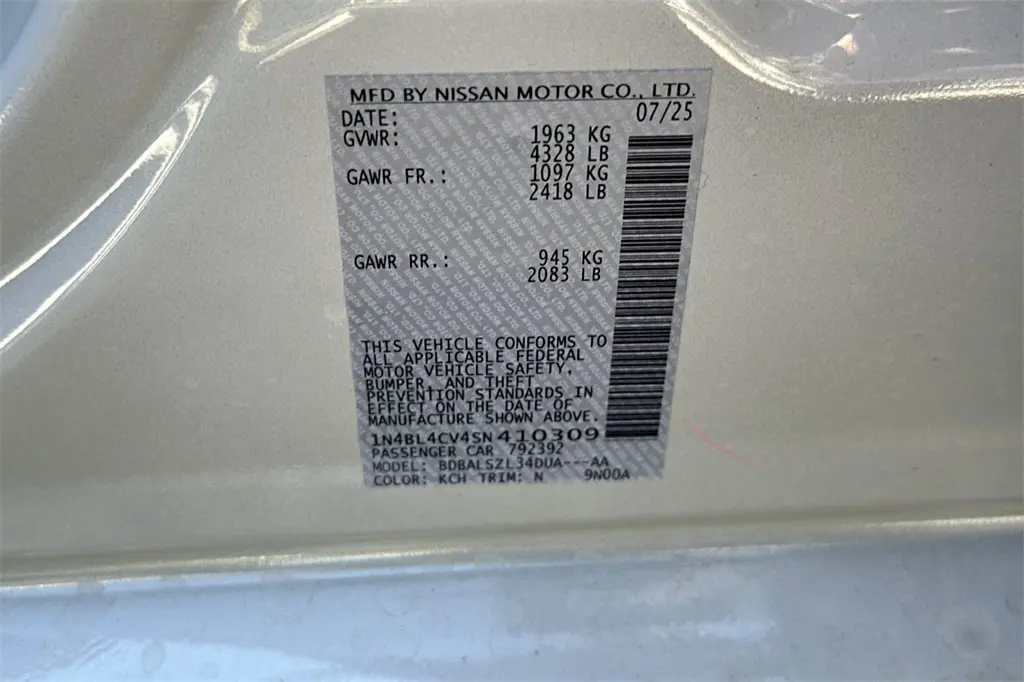 MFD BY NISSAN MOTOR CO., LTD.
DATE: 07/25
GVWR: 1963 KG
4328 LB
GAWR FR.: 1097 KG
2418 LB
GAWR RR.: 945 KG
2083 LB
THIS VEHICLE CONFORMS TO
ALL APPLICABLE FEDERAL
MOTOR VEHICLE SAFETY,
BUMPER, AND THEFT
PREVENTION STANDARDS IN
EFFECT ON THE DATE OF
MANUFACTURE SHOWN ABOVE.
1N4BL4CV4SN410309
PASSENGER CAR 792392
MODEL: BDBALSZL34DUA---AA
COLOR: KCH TRIM: N 9N00A